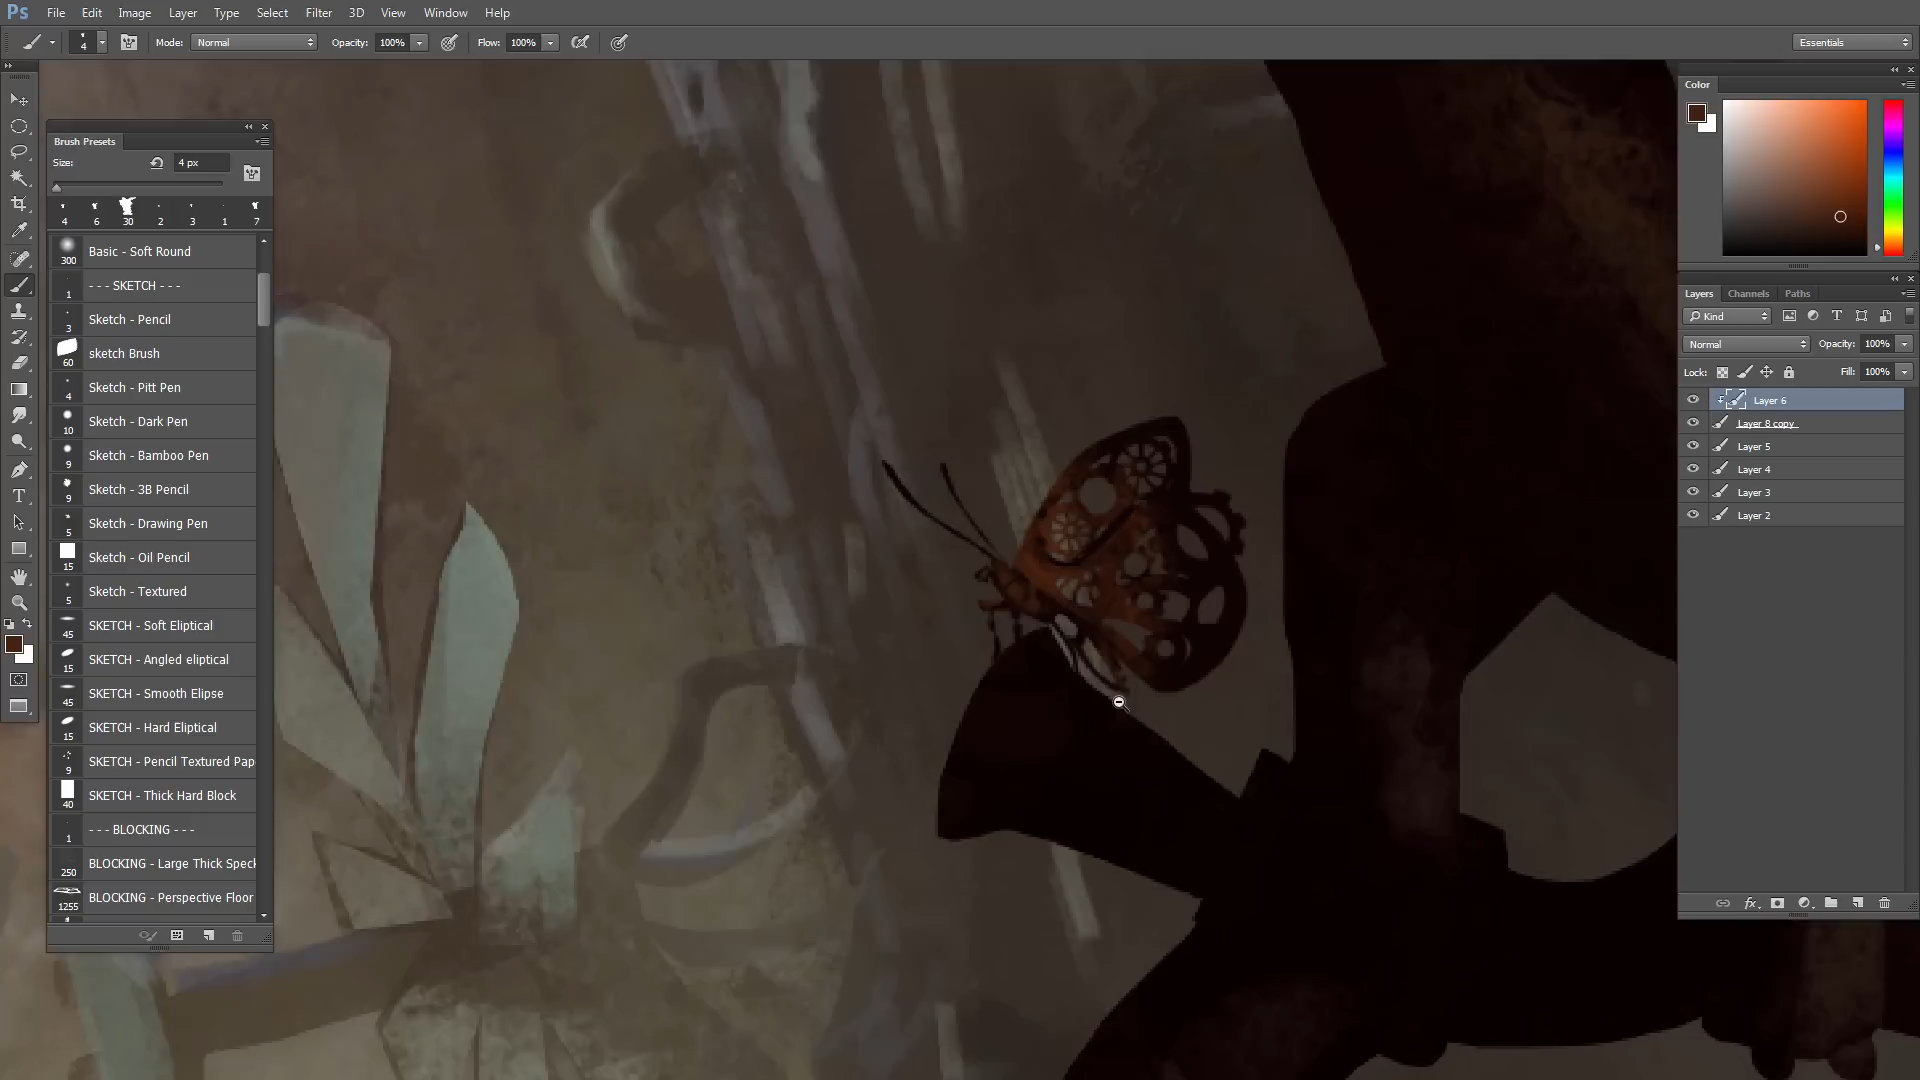 Ps File Edit Image Layer Type Select Filter 3D View Window Help
4 Mode: Normal Opacity: 100% Flow: 100% Essentials
Color
Brush Presets
Size: 4 px
4 6 30 2 3 1 7
300 Basic - Soft Round
1 - - - SKETCH - - -
3 Sketch - Pencil
60 sketch Brush
4 Sketch - Pitt Pen
10 Sketch - Dark Pen
9 Sketch - Bamboo Pen
9 Sketch - 3B Pencil
5 Sketch - Drawing Pen
15 Sketch - Oil Pencil
5 Sketch - Textured
45 SKETCH - Soft Eliptical
15 SKETCH - Angled eliptical
45 SKETCH - Smooth Elipse
15 SKETCH - Hard Eliptical
9 SKETCH - Pencil Textured Pap
40 SKETCH - Thick Hard Block
1 - - - BLOCKING - - -
250 BLOCKING - Large Thick Speck
1255 BLOCKING - Perspective Floor
Layers Channels Paths
Kind T
Normal Opacity: 100%
Lock: Fill: 100%
Layer 6
Layer 8 copy
Layer 5
Layer 4
Layer 3
Layer 2
fx